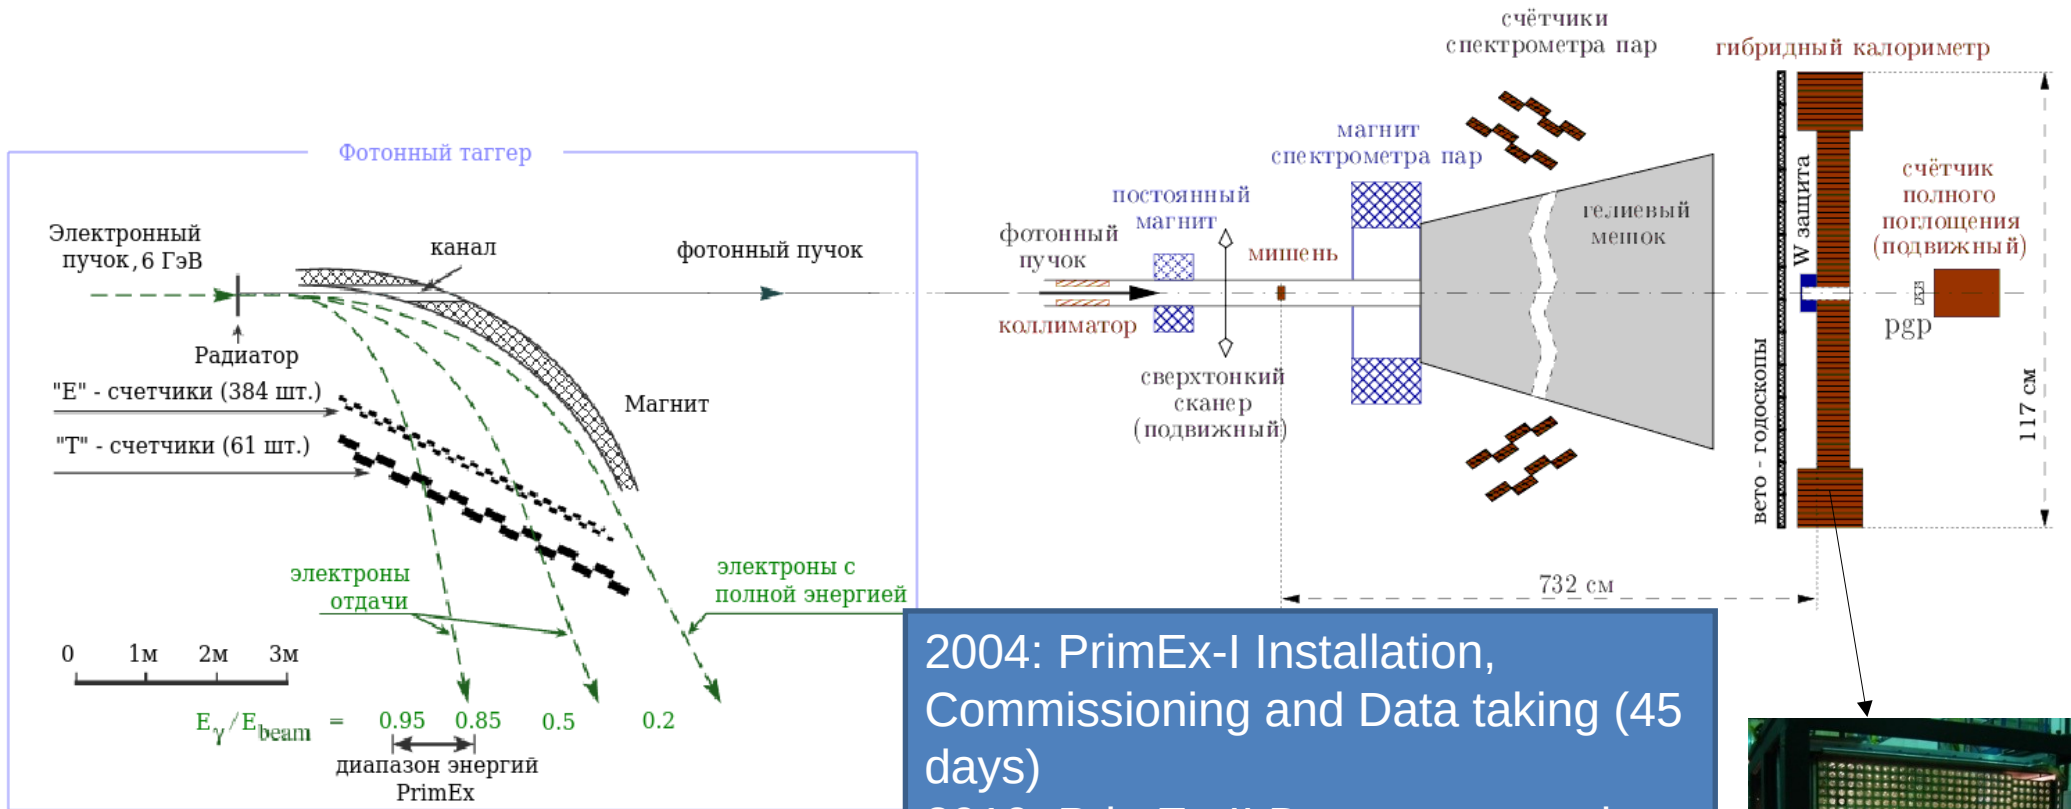 Фотонный таггер
Электронный
пучок,6 ГэВ
канал
фотонный пучок
Радиатор
"Е" - счетчики (384 шт.)
"Т" - счетчики (61 шт.)
Магнит
электроны
отдачи
электроны с
полной энергией
0 1м 2м 3м
Eγ/Ebeam = 0.95 0.85 0.5 0.2
диапазон энергий
PrimEx
счётчики
спектрометра пар
гибридный калориметр
магнит
спектрометра пар
постоянный
магнит
фотонный
пучок
мишень
коллиматор
сверхтонкий
сканер
(подвижный)
гелиевый
мешок
W защита
счётчик
полного
поглощения
(подвижный)
pgp
вето - годоскопы
117 см
732 см
2004: PrimEx-I Installation,
Commissioning and Data taking (45
days)